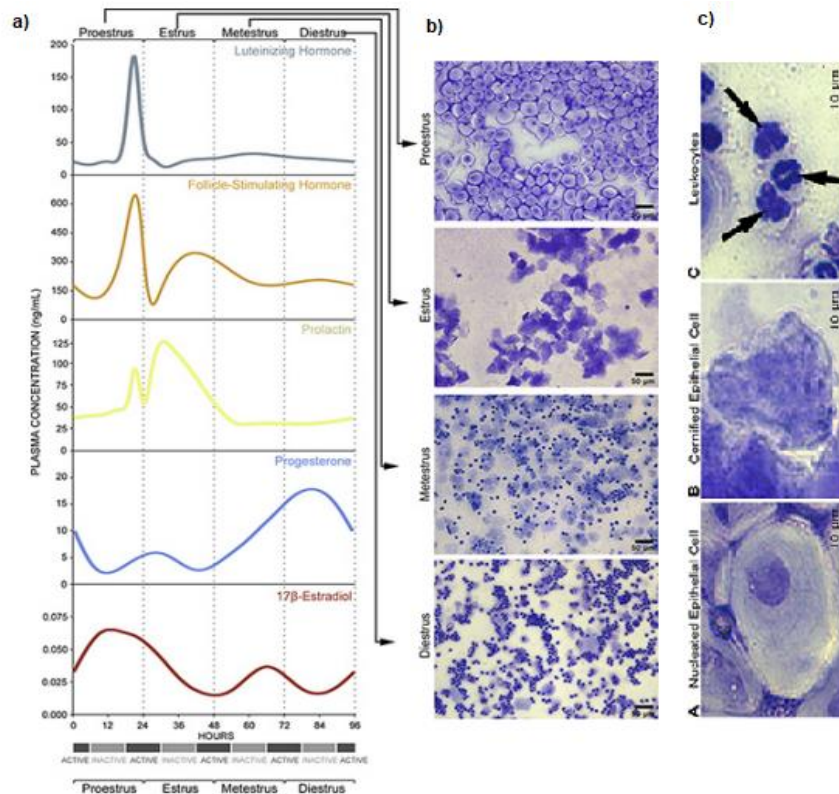 a)
Proestrus Estrus Metestrus Diestrus
Luteinizing Hormone
200
150
100
50
0
Follicle-Stimulating Hormone
600
450
300
150
0
Prolactin
125
100
75
50
25
0
Progesterone
20
15
10
5
0
17β-Estradiol
0.075
0.050
0.025
0
PLASMA CONCENTRATION (ng/mL)
0 12 24 36 48 60 72 84 96
HOURS
ACTIVE INACTIVE ACTIVE INACTIVE ACTIVE INACTIVE ACTIVE INACTIVE ACTIVE
Proestrus Estrus Metestrus Diestrus
b)
Proestrus
Estrus
50 µm
Metestrus
50 µm
Diestrus
c)
C Leukocytes
10 µm
B Cornified Epithelial Cell
10 µm
A Nucleated Epithelial Cell
10 µm